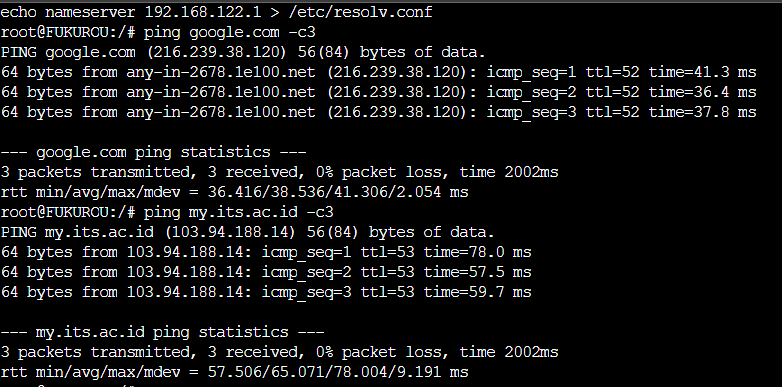 echo nameserver 192.168.122.1 > /etc/resolv.conf
root@FUKUROU:/# ping google.com -c3
PING google.com (216.239.38.120) 56(84) bytes of data.
64 bytes from any-in-2678.1e100.net (216.239.38.120): icmp_seq=1 ttl=52 time=41.3 ms
64 bytes from any-in-2678.1e100.net (216.239.38.120): icmp_seq=2 ttl=52 time=36.4 ms
64 bytes from any-in-2678.1e100.net (216.239.38.120): icmp_seq=3 ttl=52 time=37.8 ms
--- google.com ping statistics ---
3 packets transmitted, 3 received, 0% packet loss, time 2002ms
rtt min/avg/max/mdev = 36.416/38.536/41.306/2.054 ms
root@FUKUROU:/# ping my.its.ac.id -c3
PING my.its.ac.id (103.94.188.14) 56(84) bytes of data.
64 bytes from 103.94.188.14: icmp_seq=1 ttl=53 time=78.0 ms
64 bytes from 103.94.188.14: icmp_seq=2 ttl=53 time=57.5 ms
64 bytes from 103.94.188.14: icmp_seq=3 ttl=53 time=59.7 ms
--- my.its.ac.id ping statistics ---
3 packets transmitted, 3 received, 0% packet loss, time 2002ms
rtt min/avg/max/mdev = 57.506/65.071/78.004/9.191 ms